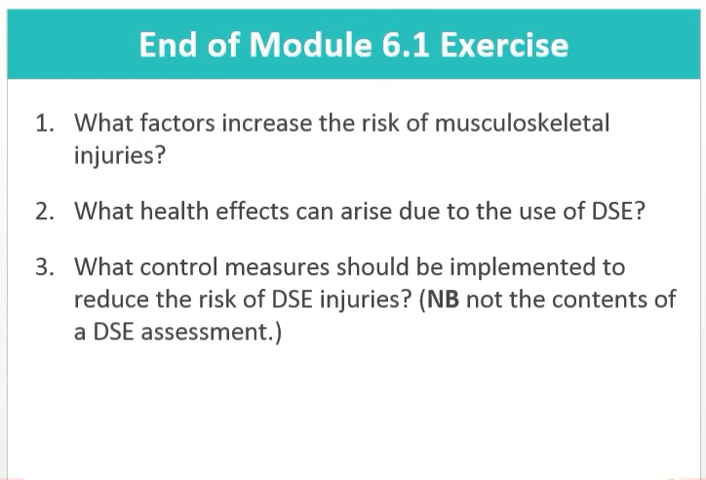 End of Module 6.1 Exercise
1. What factors increase the risk of musculoskeletal
injuries?
2. What health effects can arise due to the use of DSE?
3. What control measures should be implemented to
reduce the risk of DSE injuries? (NB not the contents of
a DSE assessment.)